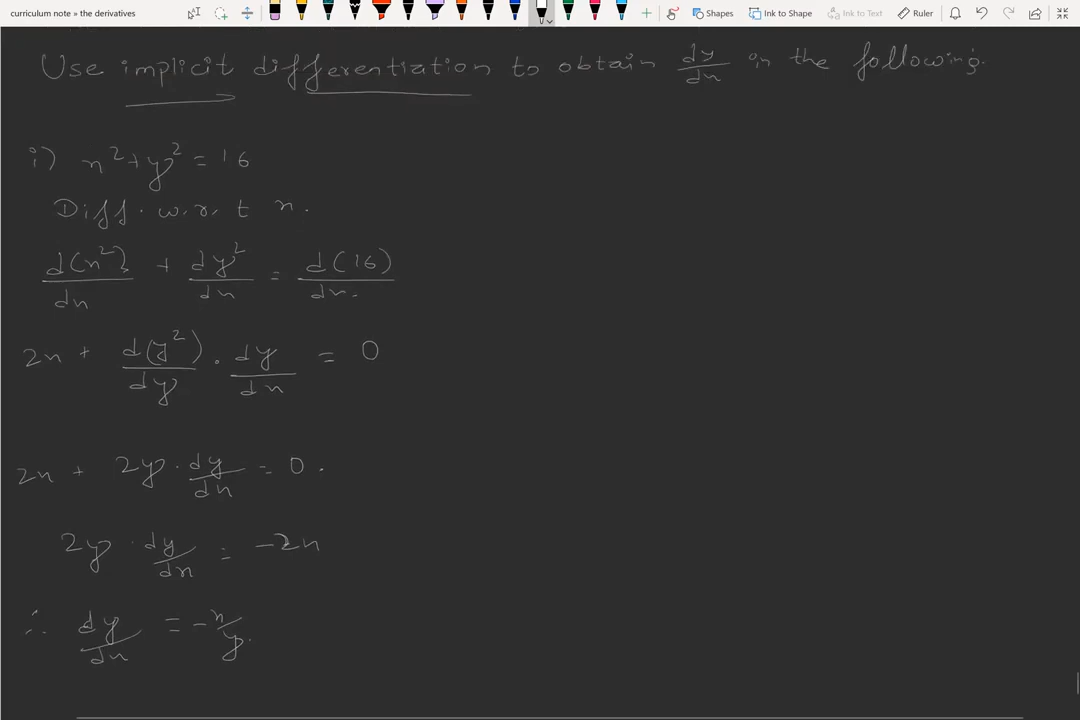 curriculum note » the derivatives
Shapes Ink to Shape Ink to Text Ruler
Use implicit differentiation to obtain dy/dx in the following.
i) x² + y² = 16
Diff. w.r.t x.
d(x²)/dx + dy²/dx = d(16)/dx.
2x + d(y²)/dy . dy/dx = 0
2x + 2y . dy/dx = 0.
2y . dy/dx = -2x
∴ dy/dx = -x/y.